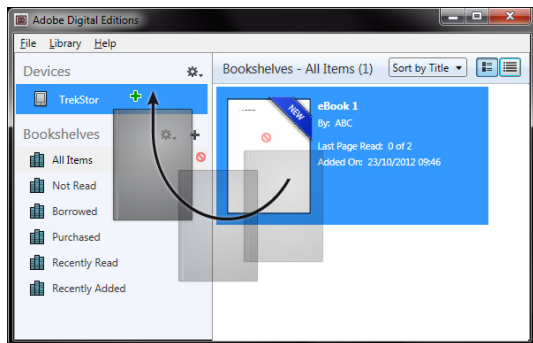 Adobe Digital Editions
File Library Help
Devices
TrekStor
Bookshelves
All Items
Not Read
Borrowed
Purchased
Recently Read
Recently Added
Bookshelves - All Items (1)
Sort by Title
NEW
eBook 1
By: ABC
Last Page Read: 0 of 2
Added On: 23/10/2012 09:46